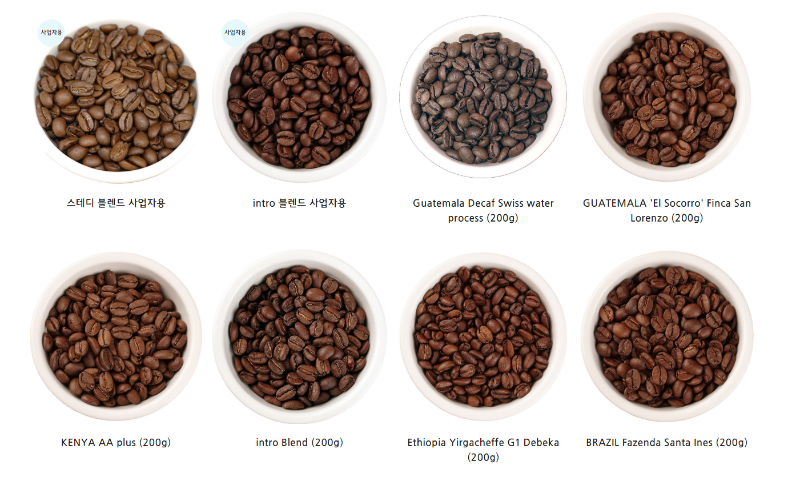 사업자용
사업자용
스테디 블렌드 사업자용
intro 블렌드 사업자용
Guatemala Decaf Swiss water
process (200g)
GUATEMALA 'El Socorro' Finca San
Lorenzo (200g)
KENYA AA plus (200g)
intro Blend (200g)
Ethiopia Yirgacheffe G1 Debeka
(200g)
BRAZIL Fazenda Santa Ines (200g)